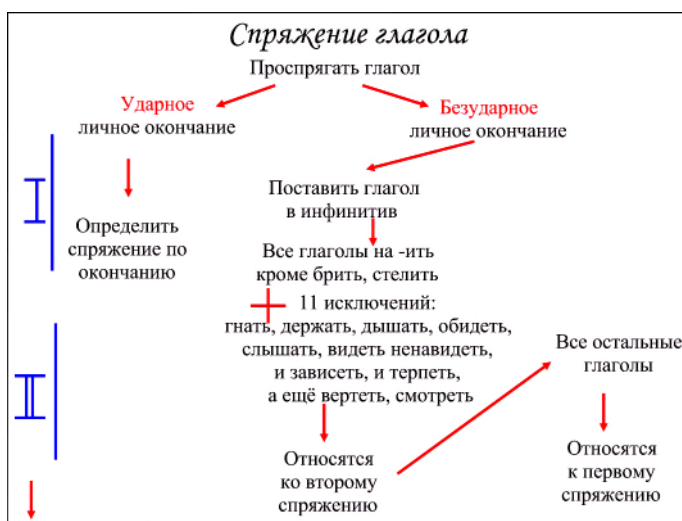 Спряжение глагола
Проспрягать глагол
Ударное
личное окончание
Безударное
личное окончание
I
Определить
спряжение по
окончанию
Поставить глагол
в инфинитив
Все глаголы на -ить
кроме брить, стелить
11 исключений:
гнать, держать, дышать, обидеть,
слышать, видеть ненавидеть,
и зависеть, и терпеть,
а ещё вертеть, смотреть
II
Все остальные
глаголы
Относятся
ко второму
спряжению
Относятся
к первому
спряжению